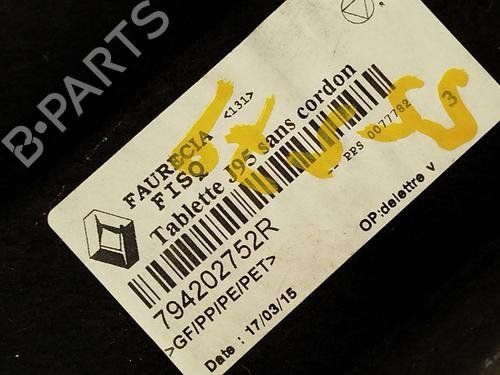 B-PARTS
FAURECIA <131>
FISQ
Tablette J95 sans cordon
-- PPS 0077782 3
794202752R
>GF/PP/PE/PET>
OP:delettre v
Date : 17/03/15